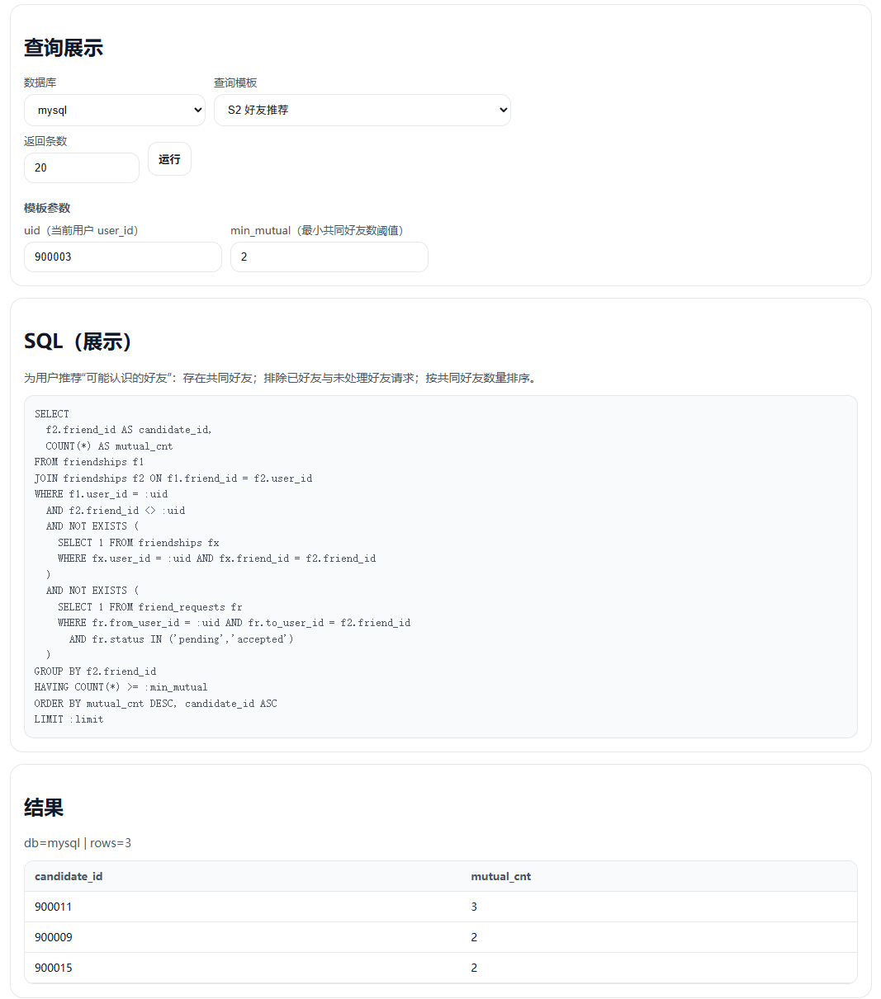 查询展示
数据库 查询模板
mysql S2 好友推荐
返回条数
20 运行
模板参数
uid（当前用户 user_id） min_mutual（最小共同好友数阈值）
900003 2
SQL（展示）
为用户推荐“可能认识的好友”：存在共同好友；排除已好友与未处理好友请求；按共同好友数量排序。
SELECT
  f2.friend_id AS candidate_id,
  COUNT(*) AS mutual_cnt
FROM friendships f1
JOIN friendships f2 ON f1.friend_id = f2.user_id
WHERE f1.user_id = :uid
  AND f2.friend_id <> :uid
  AND NOT EXISTS (
    SELECT 1 FROM friendships fx
    WHERE fx.user_id = :uid AND fx.friend_id = f2.friend_id
  )
  AND NOT EXISTS (
    SELECT 1 FROM friend_requests fr
    WHERE fr.from_user_id = :uid AND fr.to_user_id = f2.friend_id
      AND fr.status IN ('pending','accepted')
  )
GROUP BY f2.friend_id
HAVING COUNT(*) >= :min_mutual
ORDER BY mutual_cnt DESC, candidate_id ASC
LIMIT :limit
结果
db=mysql | rows=3
candidate_id mutual_cnt
900011 3
900009 2
900015 2